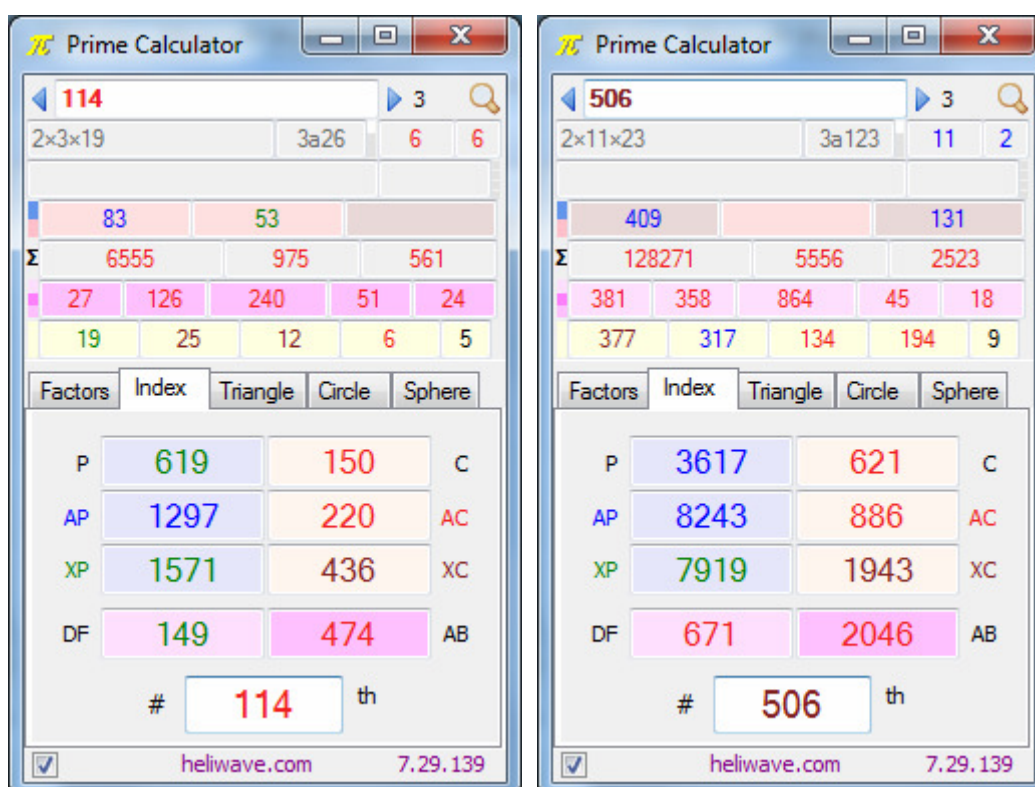 Prime Calculator
114 3
2×3×19 3a26 6 6
83 53
Σ 6555 975 561
27 126 240 51 24
19 25 12 6 5
Factors Index Triangle Circle Sphere
P 619 150 C
AP 1297 220 AC
XP 1571 436 XC
DF 149 474 AB
# 114 th
heliwave.com 7.29.139
Prime Calculator
506 3
2×11×23 3a123 11 2
409 131
Σ 128271 5556 2523
381 358 864 45 18
377 317 134 194 9
Factors Index Triangle Circle Sphere
P 3617 621 C
AP 8243 886 AC
XP 7919 1943 XC
DF 671 2046 AB
# 506 th
heliwave.com 7.29.139